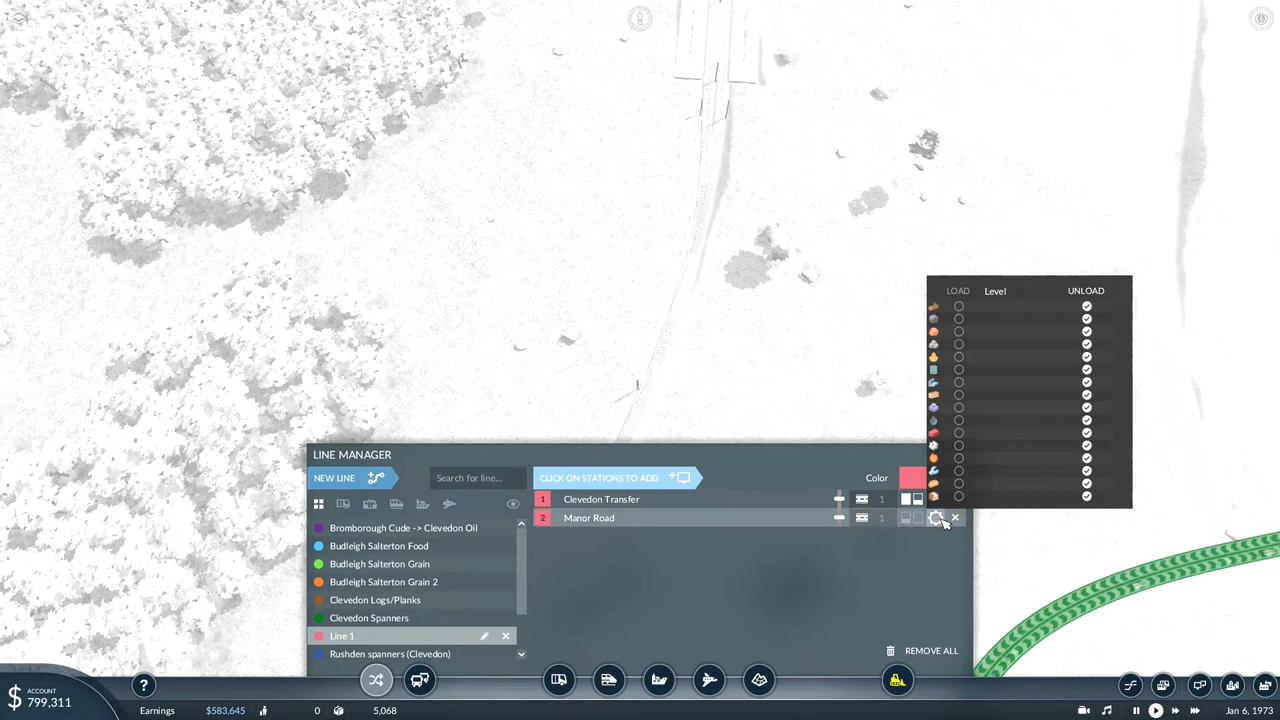 LOAD Level UNLOAD
LINE MANAGER
NEW LINE
Search for line...
CLICK ON STATIONS TO ADD
Color
1 Clevedon Transfer 1
2 Manor Road 1
Bromborough Cude -> Clevedon Oil
Budleigh Salterton Food
Budleigh Salterton Grain
Budleigh Salterton Grain 2
Clevedon Logs/Planks
Clevedon Spanners
Line 1
Rushden spanners (Clevedon)
REMOVE ALL
$ ACCOUNT
799,311
?
Earnings $583,645 0 5,068 Jan 6, 1973